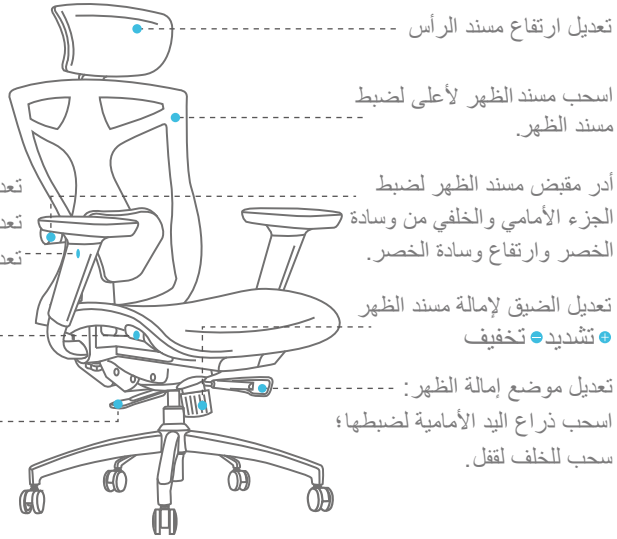 تعديل ارتفاع مسند الرأس
اسحب مسند الظهر لأعلى لضبط
مسند الظهر.
أدر مقبض مسند الظهر لضبط
الجزء الأمامي والخلفي من وسادة
الخصر وارتفاع وسادة الخصر.
تعديل الضيق لإمالة مسند الظهر
تشديد تخفيف
تعديل موضع إمالة الظهر:
اسحب ذراع اليد الأمامية لضبطها؛
سحب للخلف لقفل.